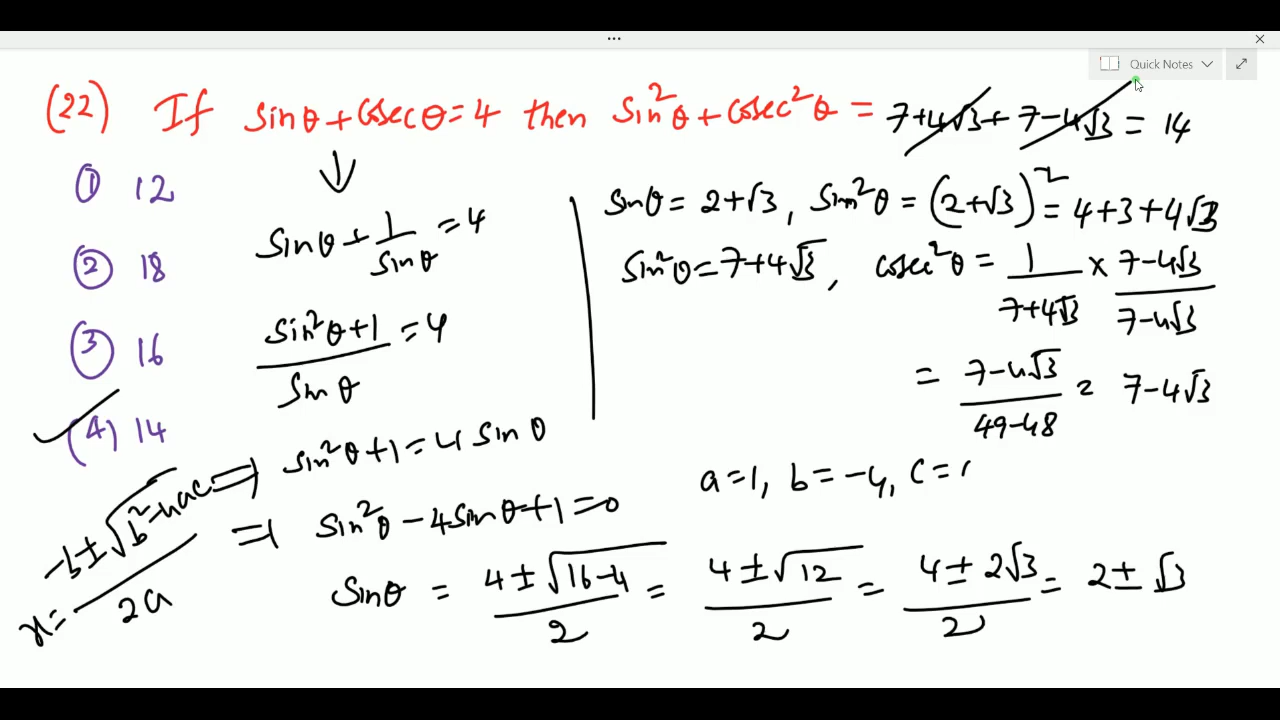 Quick Notes
(22) If sinθ+cosecθ=4 then sin²θ+cosec²θ = 7+4√3+7-4√3 = 14
① 12
② 18
③ 16
(4) 14
sinθ+1/sinθ=4
(sin²θ+1)/sinθ=4
⇒ sin²θ+1=4 sinθ
⇒ sin²θ-4sinθ+1=0
x=(-b±√b²-4ac)/2a
sinθ = (4±√16-4)/2 = (4±√12)/2 = (4±2√3)/2 = 2±√3
sinθ = 2+√3, sin²θ = (2+√3)² = 4+3+4√3
sin²θ=7+4√3, cosec²θ = 1/(7+4√3) × (7-4√3)/(7-4√3)
= (7-4√3)/(49-48) = 7-4√3
a=1, b=-4, c=